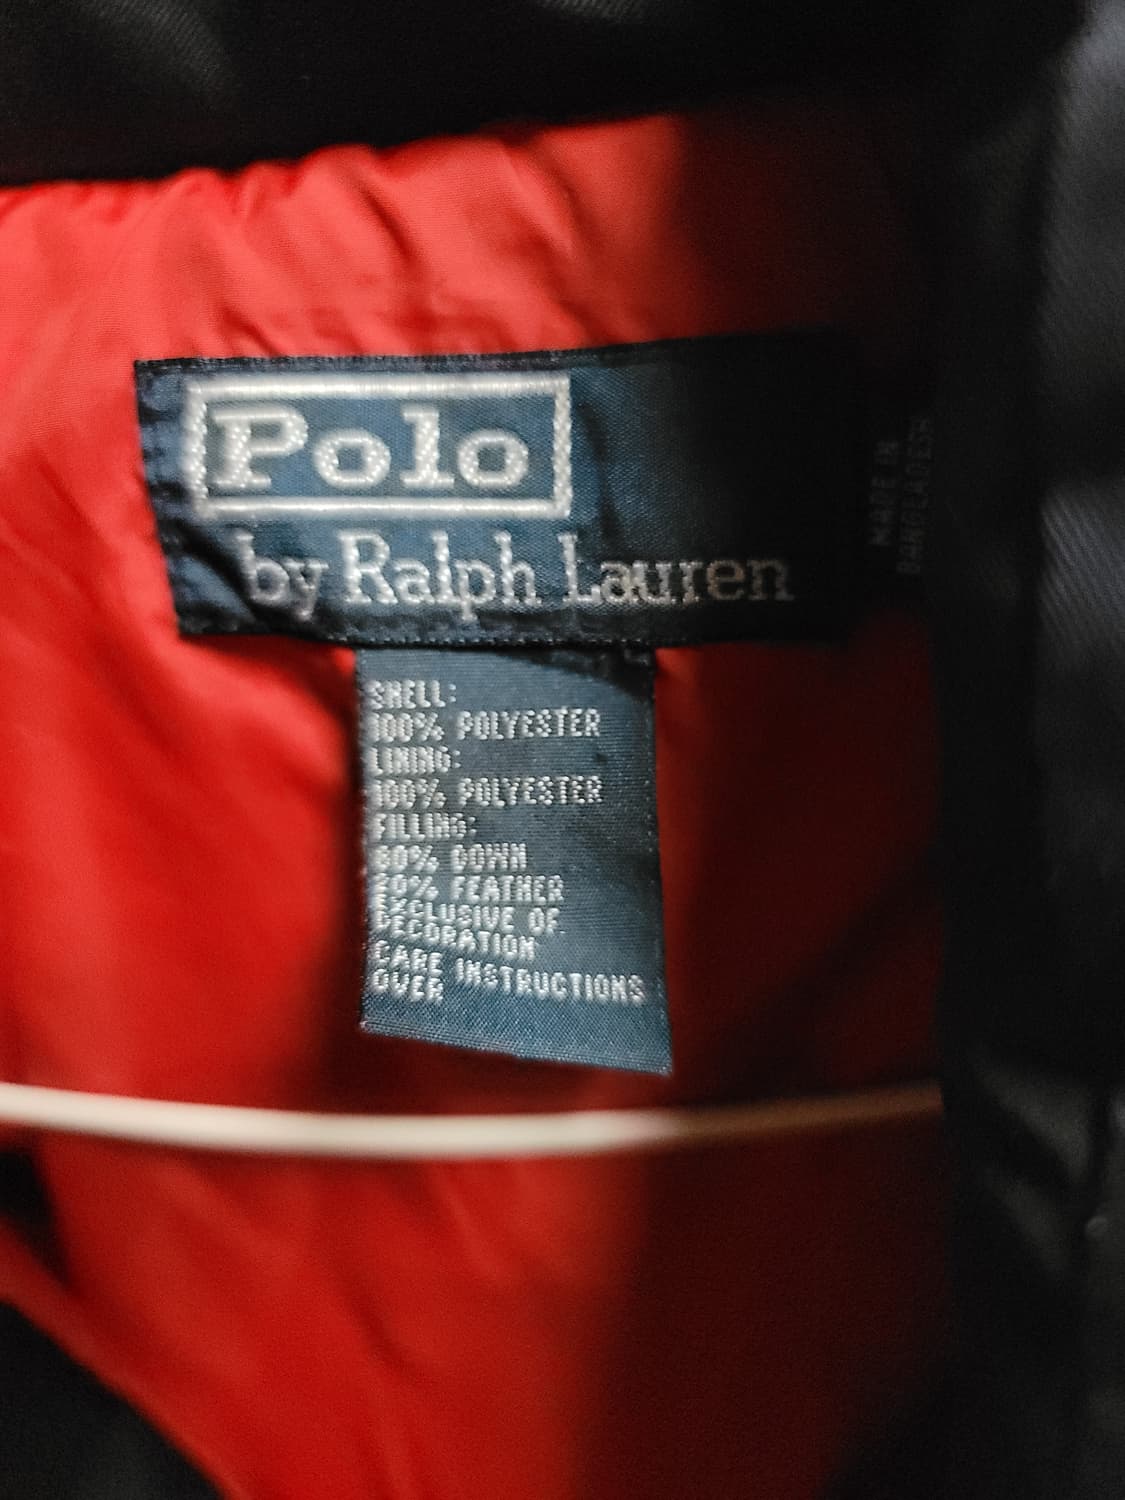 Polo
by Ralph Lauren
MADE IN
BANGLADESH
SHELL:
100% POLYESTER
LINING:
100% POLYESTER
FILLING:
80% DOWN
20% FEATHER
EXCLUSIVE OF
DECORATION
CARE INSTRUCTIONS
OVER